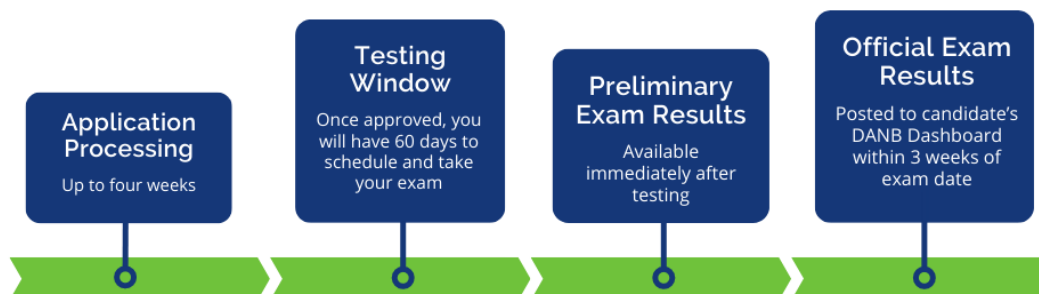 Application
Processing
Up to four weeks
Testing
Window
Once approved, you
will have 60 days to
schedule and take
your exam
Preliminary
Exam Results
Available
immediately after
testing
Official Exam
Results
Posted to candidate’s
DANB Dashboard
within 3 weeks of
exam date